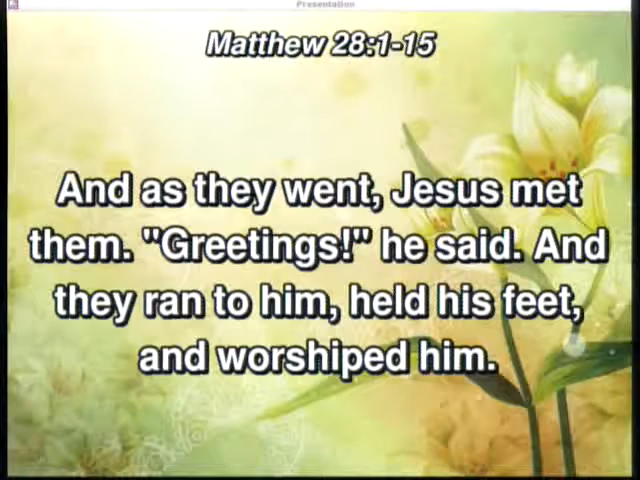 Presentation
Matthew 28:1-15
And as they went, Jesus met
them. "Greetings!" he said. And
they ran to him, held his feet,
and worshiped him.